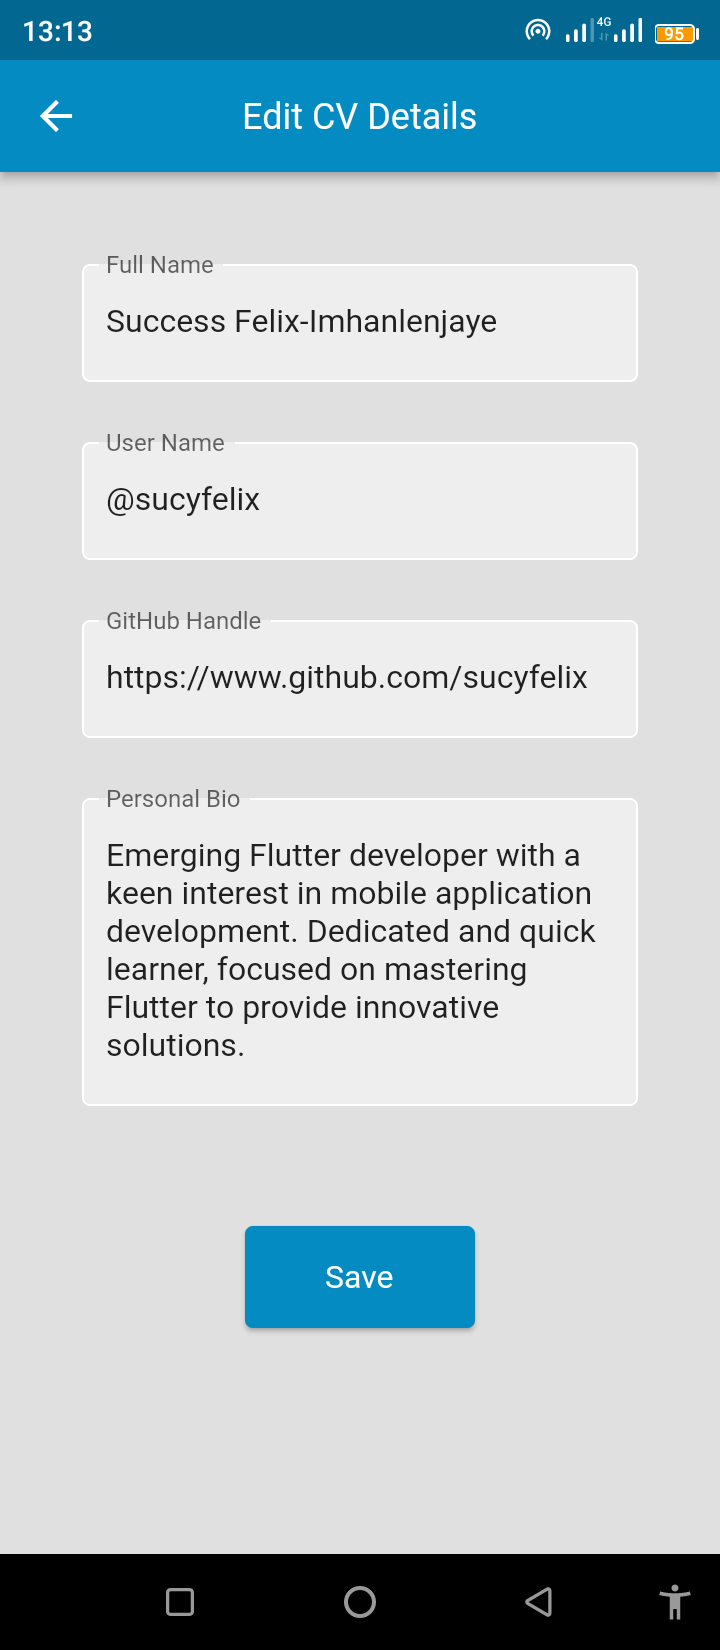 13:13
4G
95
Edit CV Details
Full Name
Success Felix-Imhanlenjaye
User Name
@sucyfelix
GitHub Handle
https://www.github.com/sucyfelix
Personal Bio
Emerging Flutter developer with a
keen interest in mobile application
development. Dedicated and quick
learner, focused on mastering
Flutter to provide innovative
solutions.
Save